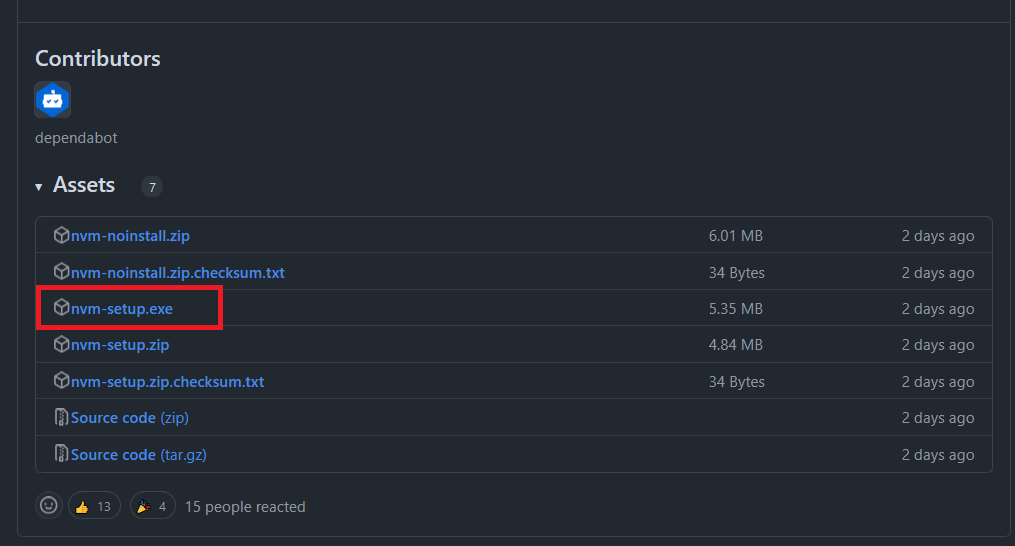 Contributors
dependabot
Assets 7
nvm-noinstall.zip 6.01 MB 2 days ago
nvm-noinstall.zip.checksum.txt 34 Bytes 2 days ago
nvm-setup.exe 5.35 MB 2 days ago
nvm-setup.zip 4.84 MB 2 days ago
nvm-setup.zip.checksum.txt 34 Bytes 2 days ago
Source code (zip) 2 days ago
Source code (tar.gz) 2 days ago
13 4 15 people reacted